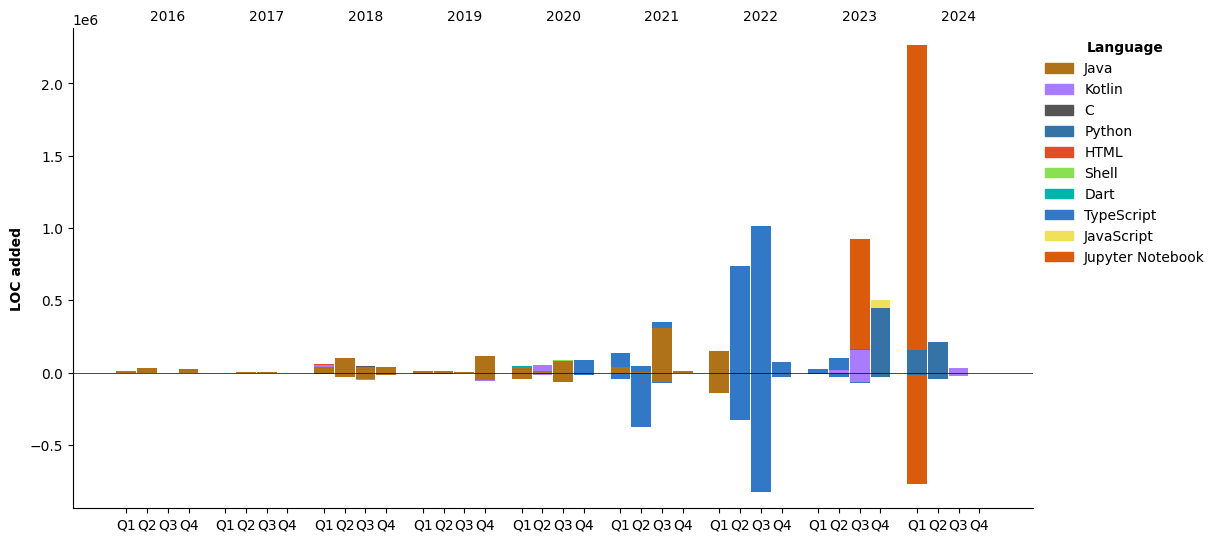 1e6
2016 2017 2018 2019 2020 2021 2022 2023 2024
LOC added
2.0
1.5
1.0
0.5
0.0
−0.5
Q1 Q2 Q3 Q4 Q1 Q2 Q3 Q4 Q1 Q2 Q3 Q4 Q1 Q2 Q3 Q4 Q1 Q2 Q3 Q4 Q1 Q2 Q3 Q4 Q1 Q2 Q3 Q4 Q1 Q2 Q3 Q4 Q1 Q2 Q3 Q4
Language
Java
Kotlin
C
Python
HTML
Shell
Dart
TypeScript
JavaScript
Jupyter Notebook